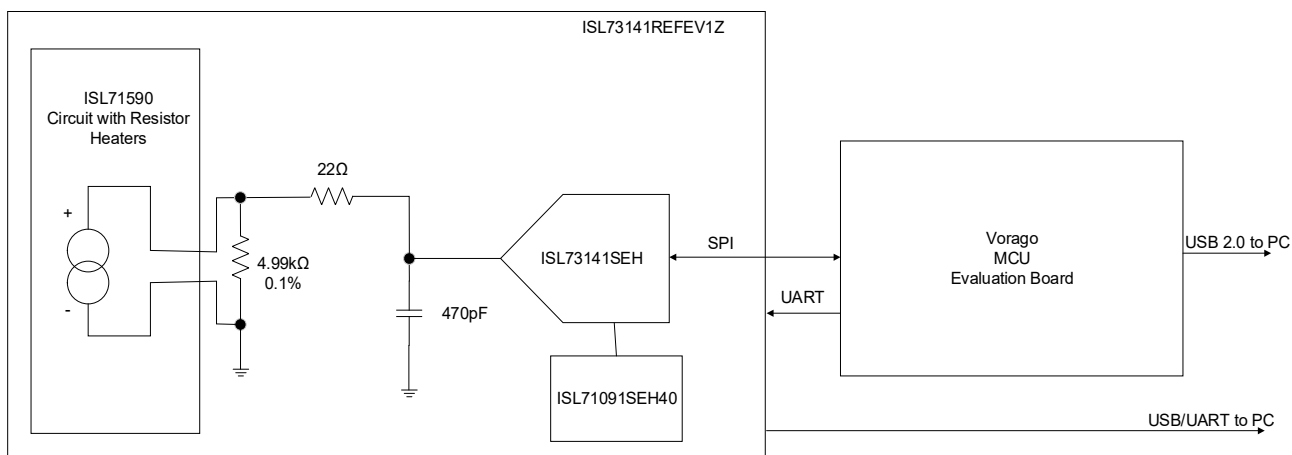 ISL73141REFEV1Z
ISL71590
Circuit with Resistor
Heaters
+
-
22Ω
4.99kΩ
0.1%
470pF
ISL73141SEH
ISL71091SEH40
SPI
UART
Vorago
MCU
Evaluation Board
USB 2.0 to PC
USB/UART to PC